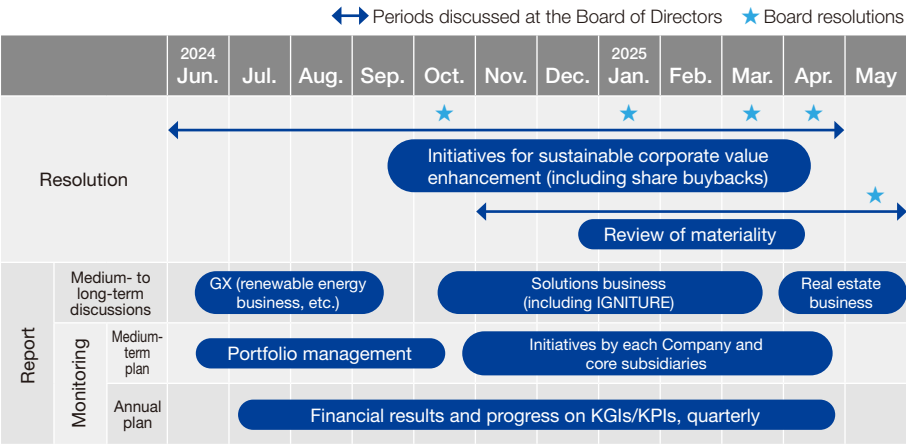 Periods discussed at the Board of Directors
★ Board resolutions
2024
2025
Jun. Jul. Aug. Sep. Oct. Nov. Dec. Jan. Feb. Mar. Apr. May
Resolution
Initiatives for sustainable corporate value
enhancement (including share buybacks)
Review of materiality
Report
Medium- to
long-term
discussions
GX (renewable energy
business, etc.)
Solutions business
(including IGNITURE)
Real estate
business
Monitoring
Medium-
term
plan
Portfolio management
Initiatives by each Company and
core subsidiaries
Annual
plan
Financial results and progress on KGIs/KPIs, quarterly